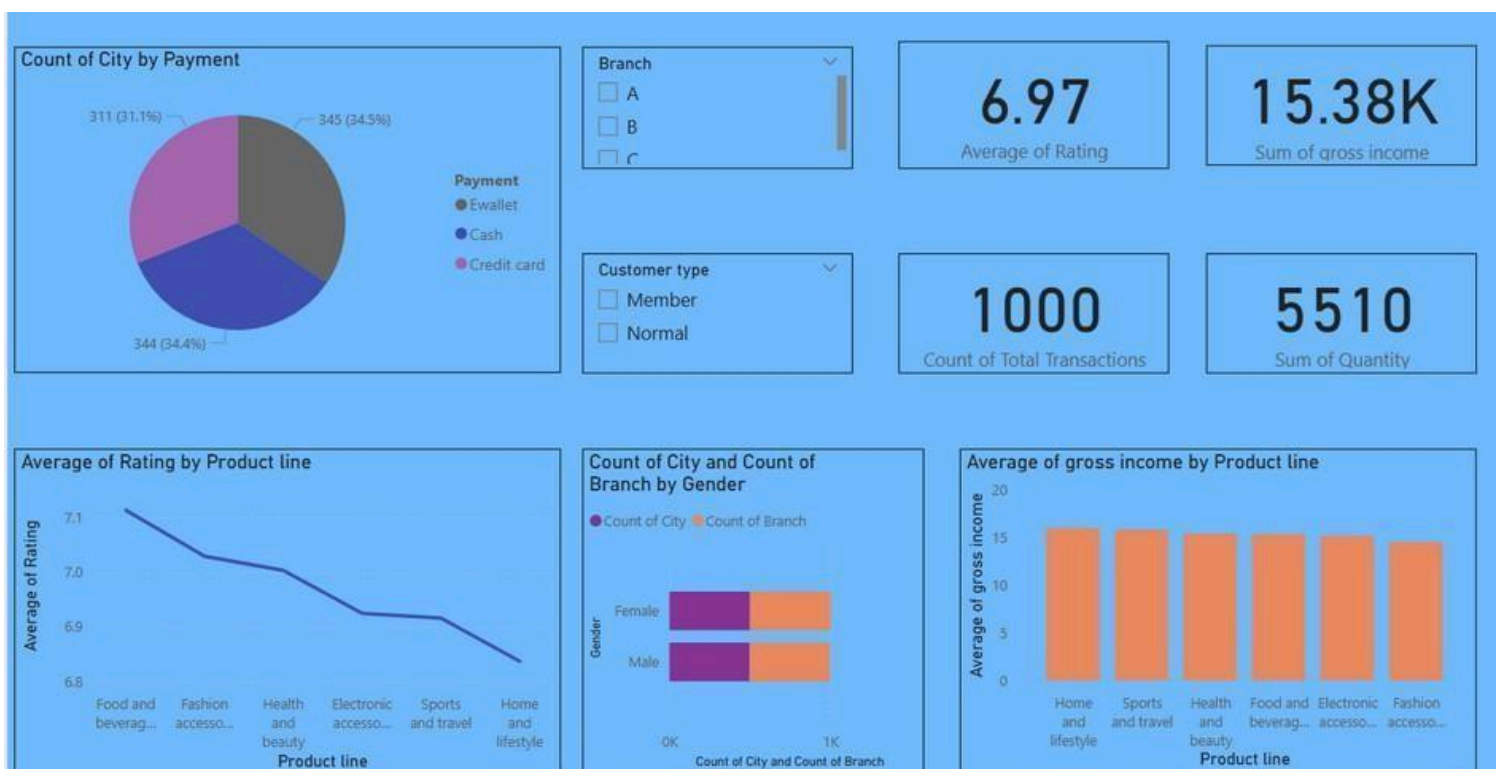 Count of City by Payment
311 (31.1%)
345 (34.5%)
344 (34.4%)
Payment
Ewallet
Cash
Credit card
Branch
A
B
C
6.97
Average of Rating
15.38K
Sum of gross income
Customer type
Member
Normal
1000
Count of Total Transactions
5510
Sum of Quantity
Average of Rating by Product line
Average of Rating
7.1
7.0
6.9
6.8
Food and
beverag...
Fashion
accesso...
Health
and
beauty
Electronic
accesso...
Sports
and travel
Home
and
lifestyle
Product line
Count of City and Count of
Branch by Gender
Count of City
Count of Branch
Gender
Female
Male
0K
1K
Count of City and Count of Branch
Average of gross income by Product line
Average of gross income
20
15
10
5
0
Home
and
lifestyle
Sports
and travel
Health
and
beauty
Food and
beverag...
Electronic
accesso...
Fashion
accesso...
Product line